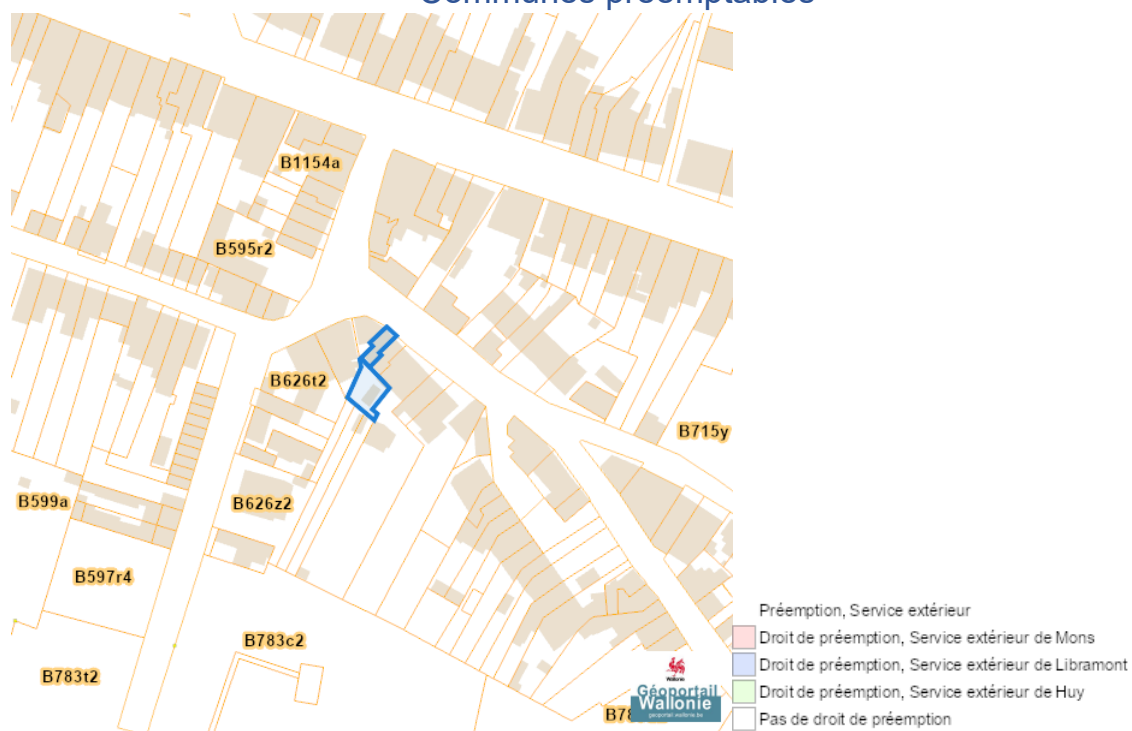 Communes préemptables
B1154a
B595r2
B626t2
B715y
B599a
B626z2
B597r4
B783c2
B783t2
Wallonie
Géoportail
Wallonie
geoportail.wallonie.be
Préemption, Service extérieur
Droit de préemption, Service extérieur de Mons
Droit de préemption, Service extérieur de Libramont
Droit de préemption, Service extérieur de Huy
Pas de droit de préemption